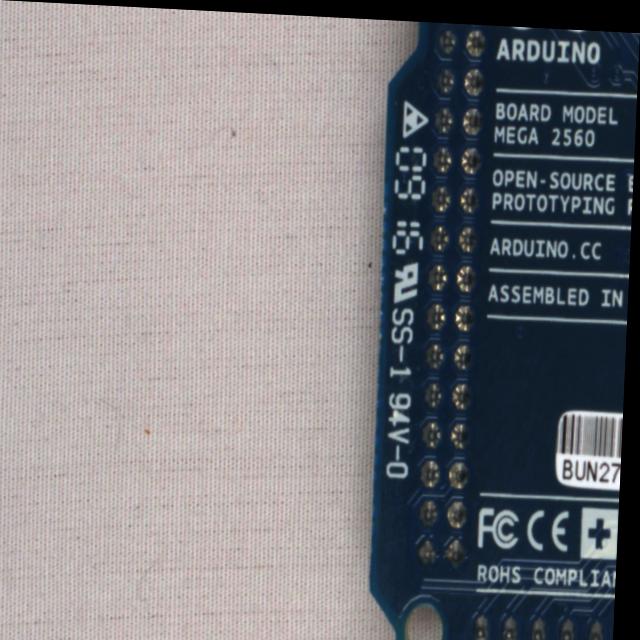 ARDUINO
BOARD MODEL
MEGA 2560
OPEN-SOURCE
PROTOTYPING
ARDUINO.CC
ASSEMBLED IN
BUN27
FC CE
ROHS COMPLIA
SS-1 94V-0